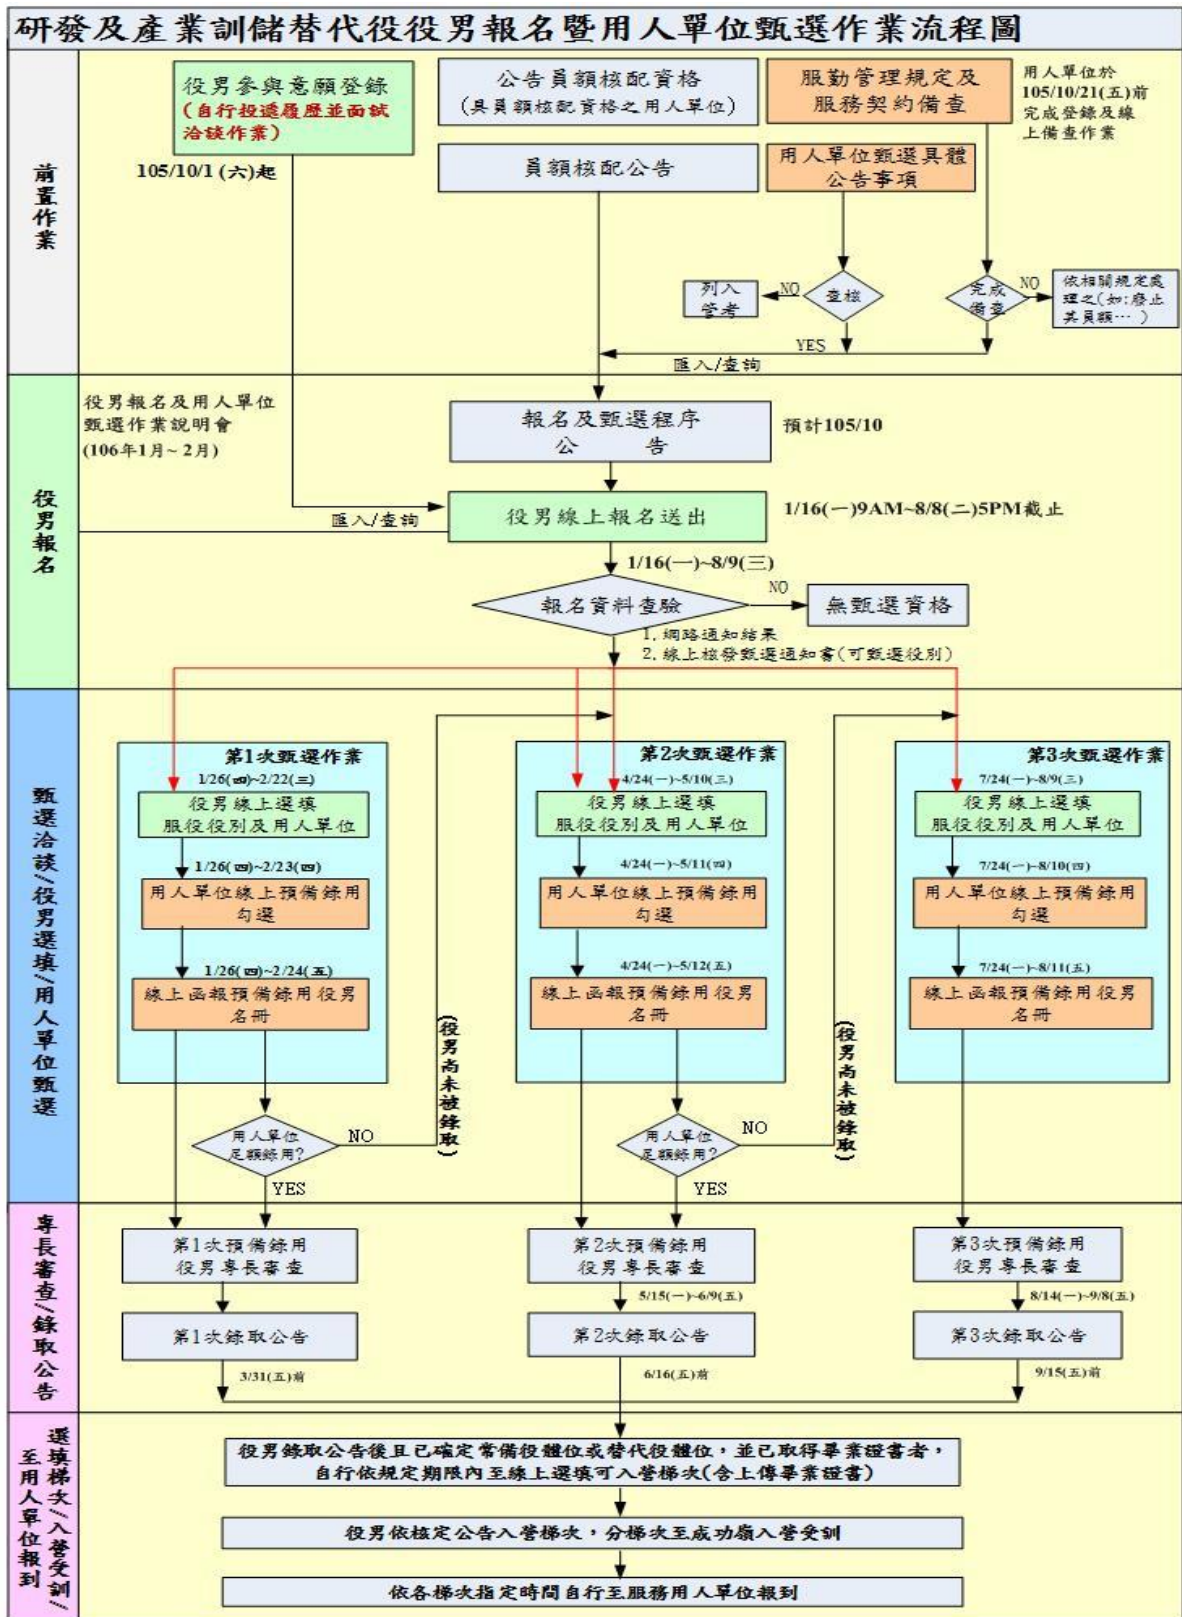 研發及產業訓儲替代役役男報名暨用人單位甄選作業流程圖
前置作業
役男參與意願登錄
(自行投遞履歷並面試
洽談作業)
105/10/1 (六)起
公告員額核配資格
(具員額核配資格之用人單位)
員額核配公告
服勤管理規定及
服務契約備查
用人單位於
105/10/21(五)前
完成登錄及線
上備查作業
用人單位甄選具體
公告事項
列入
管考
NO
查核
完成
備查
NO
依相關規定處
理之(如:廢止
其員額…)
YES
匯入/查詢
役男報名
役男報名及用人單位
甄選作業說明會
(106年1月~ 2月)
報名及甄選程序
公 告
預計105/10
匯入/查詢
役男線上報名送出
1/16(一)9AM~8/8(二)5PM截止
1/16(一)~8/9(三)
報名資料查驗
NO
無甄選資格
1. 網路通知結果
2. 線上核發甄選通知書(可甄選役別)
甄選洽談/役男選填/用人單位甄選
第1次甄選作業
1/26(四)~2/22(三)
役男線上選填
服役役別及用人單位
1/26(四)~2/23(四)
用人單位線上預備錄用
勾選
1/26(四)~2/24(五)
線上函報預備錄用役男
名冊
用人單位
足額錄用?
NO
YES
(役男尚未被錄取)
第2次甄選作業
4/24(一)~5/10(三)
役男線上選填
服役役別及用人單位
4/24(一)~5/11(四)
用人單位線上預備錄用
勾選
4/24(一)~5/12(五)
線上函報預備錄用役男
名冊
用人單位
足額錄用?
NO
YES
(役男尚未被錄取)
第3次甄選作業
7/24(一)~8/9(三)
役男線上選填
服役役別及用人單位
7/24(一)~8/10(四)
用人單位線上預備錄用
勾選
7/24(一)~8/11(五)
線上函報預備錄用役男
名冊
專長審查/錄取公告
第1次預備錄用
役男專長審查
第1次錄取公告
3/31(五)前
第2次預備錄用
役男專長審查
5/15(一)~6/9(五)
第2次錄取公告
6/16(五)前
第3次預備錄用
役男專長審查
8/14(一)~9/8(五)
第3次錄取公告
9/15(五)前
選填梯次/入營受訓/
至用人單位報到
役男錄取公告後且已確定常備役體位或替代役體位，並已取得畢業證書者，
自行依規定期限內至線上選填可入營梯次(含上傳畢業證書)
役男依核定公告入營梯次，分梯次至成功嶺入營受訓
依各梯次指定時間自行至服務用人單位報到